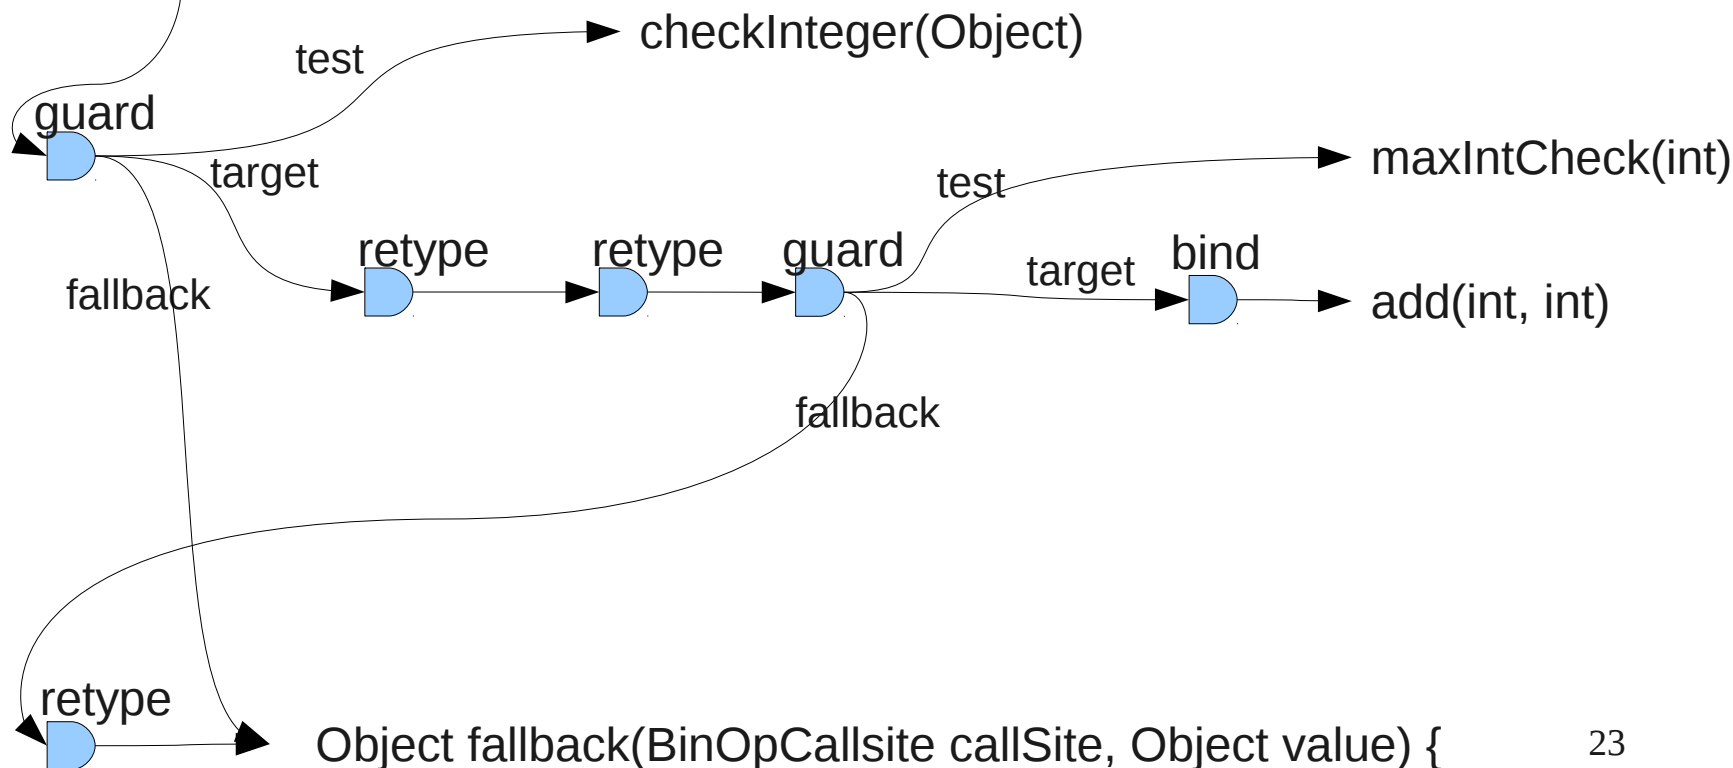 checkInteger(Object)
test
guard
maxIntCheck(int)
target
test
retype
retype
guard
bind
target
fallback
add(int, int)
fallback
retype
Object fallback(BinOpCallsite callSite, Object value) {
23